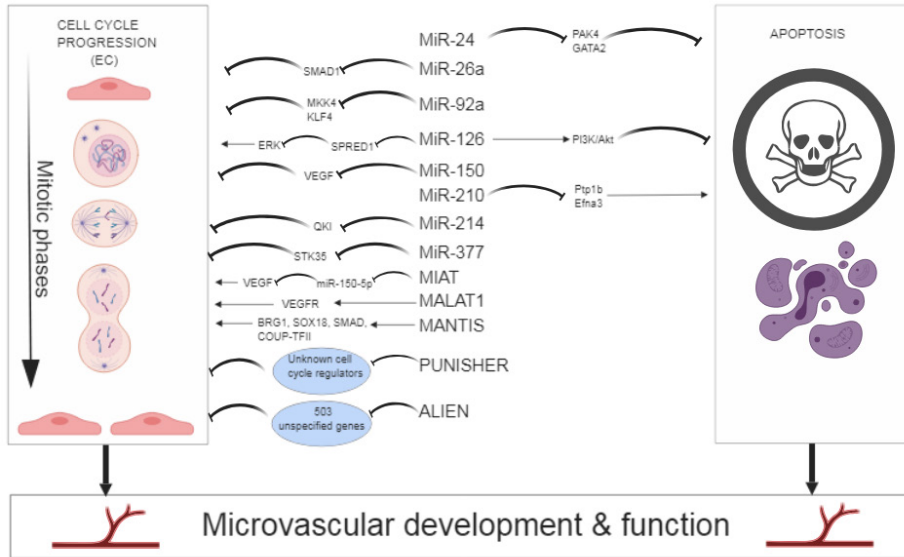 CELL CYCLE
PROGRESSION
(EC)
Mitotic phases
MiR-24
PAK4
GATA2
SMAD1
MiR-26a
MKK4
KLF4
MiR-92a
ERK
SPRED1
MiR-126
PI3K/Akt
VEGF
MiR-150
MiR-210
Ptp1b
Efna3
QKI
MiR-214
STK35
MiR-377
VEGF
miR-150-5p
MIAT
VEGFR
MALAT1
BRG1, SOX18, SMAD,
COUP-TFII
MANTIS
Unknown cell
cycle regulators
PUNISHER
503
unspecified genes
ALIEN
APOPTOSIS
Microvascular development & function